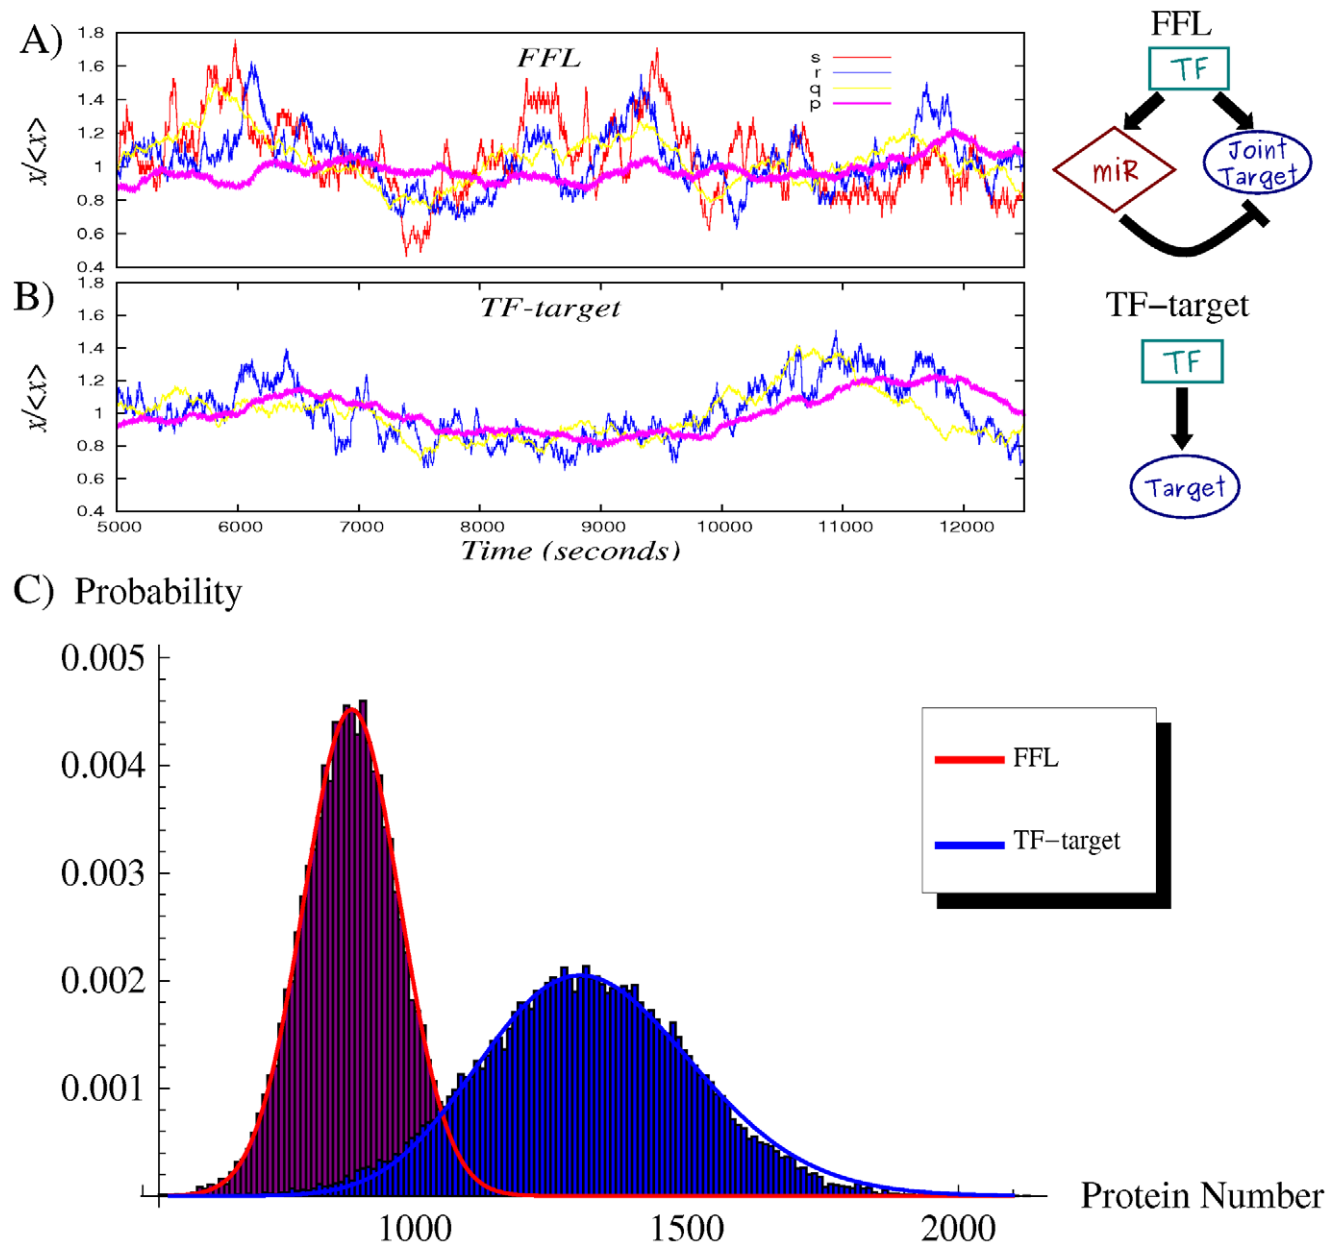 A)
1.8
1.6
1.4
1.2
1
0.8
0.6
0.4
x/<x>
FFL
s
r
q
p
FFL
TF
miR
Joint
Target
B)
1.8
1.6
1.4
1.2
1
0.8
0.6
0.4
x/<x>
TF-target
5000 6000 7000 8000 9000 10000 11000 12000
Time (seconds)
TF-target
TF
Target
C) Probability
0.005
0.004
0.003
0.002
0.001
FFL
TF-target
1000 1500 2000
Protein Number